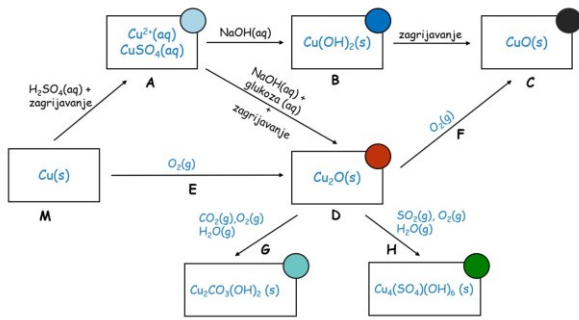 Cu²⁺(aq)
CuSO₄(aq)
NaOH(aq)
Cu(OH)₂(s)
zagrijavanje
CuO(s)
A
B
C
H₂SO₄(aq) +
zagrijavanje
NaOH(aq) +
glukoza (aq)
+
zagrijavanje
O₂(g)
F
Cu(s)
O₂(g)
Cu₂O(s)
M
E
D
CO₂(g),O₂(g)
H₂O(g)
SO₂(g), O₂(g)
H₂O(g)
G
H
Cu₂CO₃(OH)₂ (s)
Cu₄(SO₄)(OH)₆ (s)